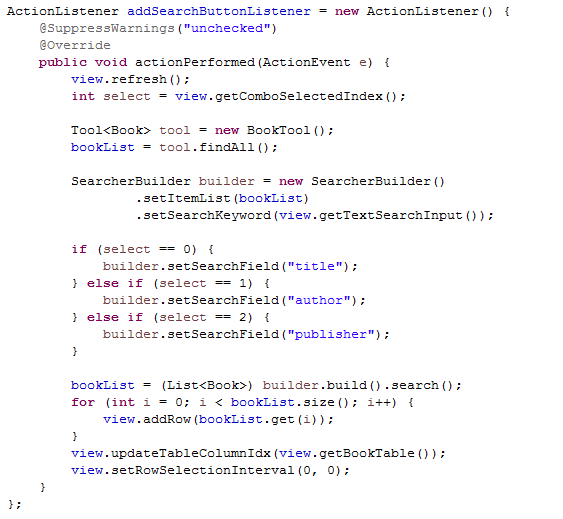 ActionListener addSearchButtonListener = new ActionListener() {
    @SuppressWarnings("unchecked")
    @Override
    public void actionPerformed(ActionEvent e) {
        view.refresh();
        int select = view.getComboSelectedIndex();

        Tool<Book> tool = new BookTool();
        bookList = tool.findAll();

        SearcherBuilder builder = new SearcherBuilder()
                .setItemList(bookList)
                .setSearchKeyword(view.getTextSearchInput());

        if (select == 0) {
            builder.setSearchField("title");
        } else if (select == 1) {
            builder.setSearchField("author");
        } else if (select == 2) {
            builder.setSearchField("publisher");
        }

        bookList = (List<Book>) builder.build().search();
        for (int i = 0; i < bookList.size(); i++) {
            view.addRow(bookList.get(i));
        }
        view.updateTableColumnIdx(view.getBookTable());
        view.setRowSelectionInterval(0, 0);
    }
};